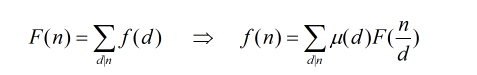 F(n) = ∑_{d|n} f(d) ⇒ f(n) = ∑_{d|n} μ(d)F(n/d)